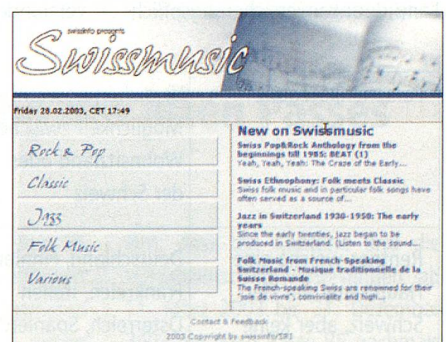 swissinfo presents
Swissmusic
Friday 28.02.2003, CET 17:49
Rock & Pop
Classic
Jazz
Folk Music
Various
New on Swissmusic
Swiss Pop&Rock Anthology from the
beginnings till 1985: BEAT (1)
Yeah, Yeah, Yeah: The Craze of the Early...
Swiss Ethnophony: Folk meets Classic
Swiss folk music and in particular folk songs have
often served as a source of...
Jazz in Switzerland 1930-1950: The early
years
Since the early twenties, jazz began to be
produced in Switzerland. (Listen to the sound...
Folk Music from French-Speaking
Switzerland - Musique traditionnelle de la
Suisse Romande
The French-speaking Swiss are renowned for their
"joie de vivre", conviviality and high...
Contact & Feedback
2003 Copyright by swissinfo/SRI